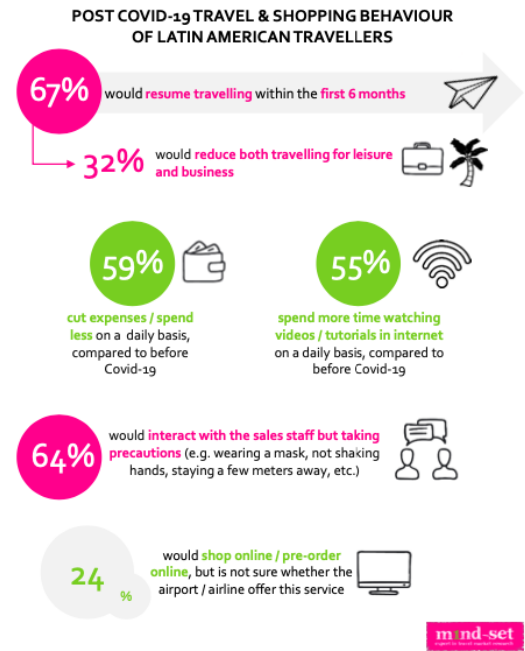 POST COVID-19 TRAVEL & SHOPPING BEHAVIOUR
OF LATIN AMERICAN TRAVELLERS
67% would resume travelling within the first 6 months
32% would reduce both travelling for leisure
and business
59%
cut expenses / spend
less on a daily basis,
compared to before
Covid-19
55%
spend more time watching
videos / tutorials in internet
on a daily basis, compared to
before Covid-19
64%
would interact with the sales staff but taking
precautions (e.g. wearing a mask, not shaking
hands, staying a few meters away, etc.)
24 %
would shop online / pre-order
online, but is not sure whether the
airport / airline offer this service
m1nd-set